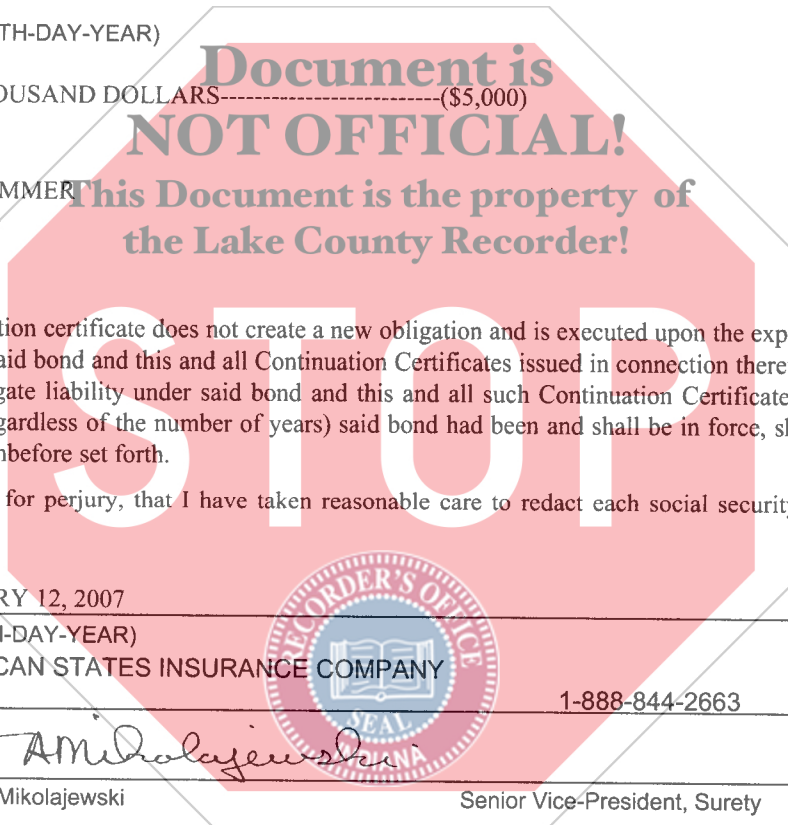 TH-DAY-YEAR)
Document is
OUSAND DOLLARS---------------------------($5,000)
NOT OFFICIAL!
MMER
This Document is the property of
the Lake County Recorder!
STOP
tion certificate does not create a new obligation and is executed upon the exp
aid bond and this and all Continuation Certificates issued in connection there
gate liability under said bond and this and all such Continuation Certificate
gardless of the number of years) said bond had been and shall be in force, sl
nbefore set forth.
for perjury, that I have taken reasonable care to redact each social security
RY 12, 2007
RECORDER'S OFFICE
I-DAY-YEAR)
CAN STATES INSURANCE COMPANY
1-888-844-2663
SEAL
INDIANA
AMikolajewski
Mikolajewski Senior Vice-President, Surety